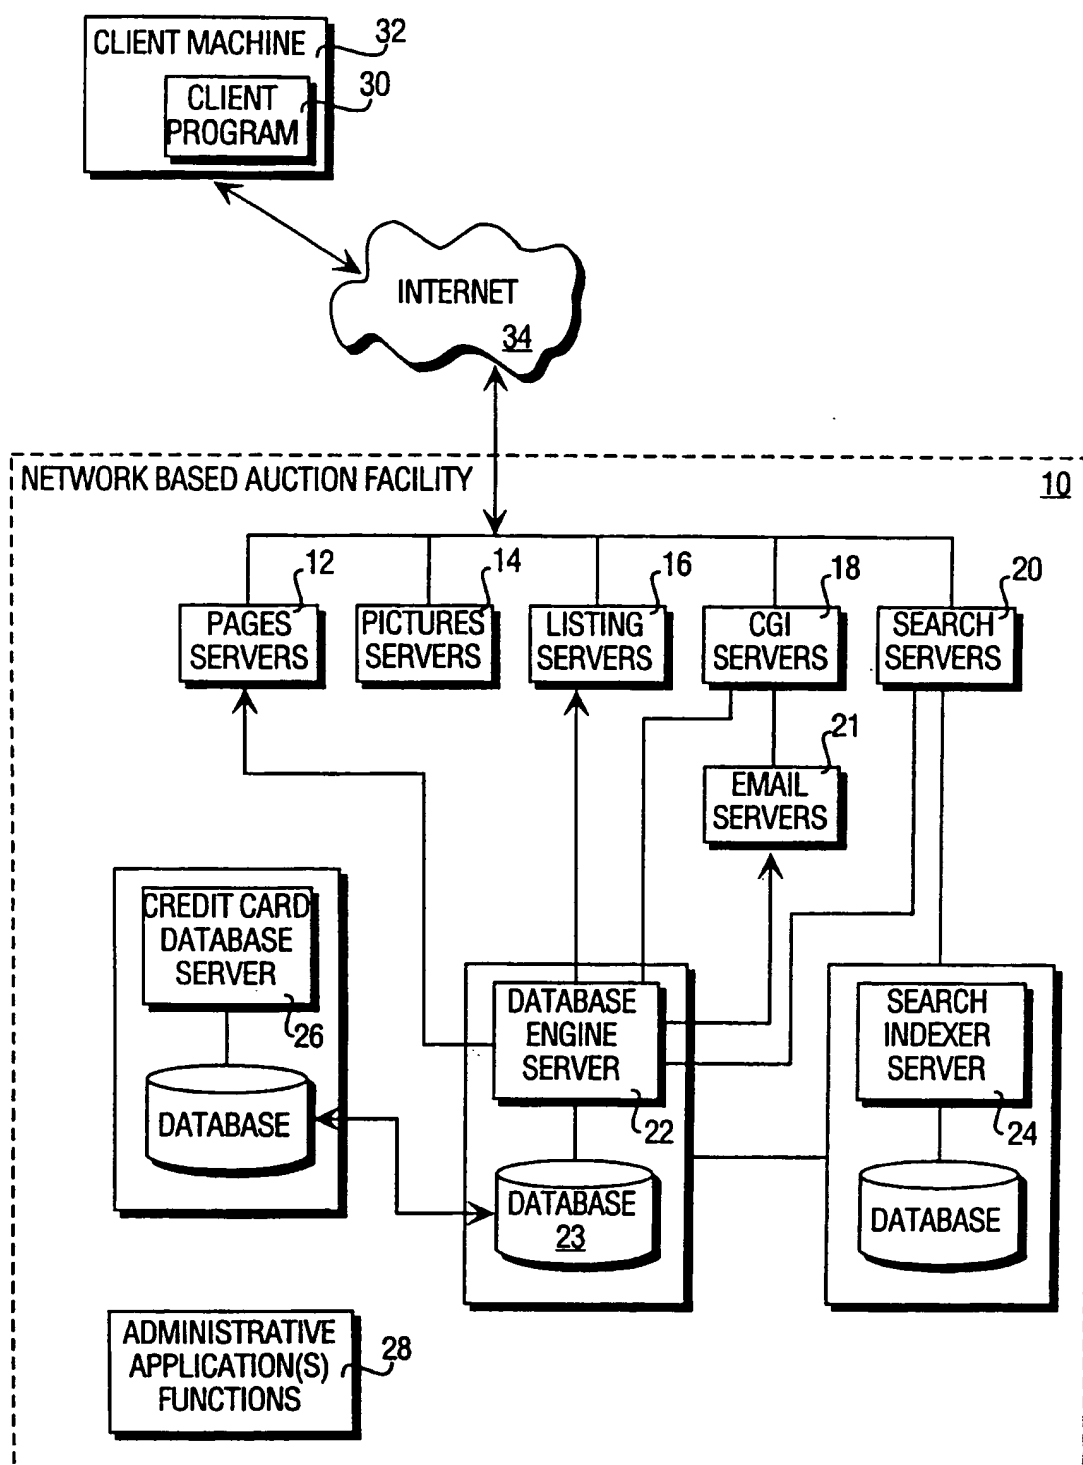 CLIENT MACHINE
32
CLIENT
PROGRAM
30
INTERNET
34
NETWORK BASED AUCTION FACILITY
10
12
14
16
18
20
PAGES
SERVERS
PICTURES
SERVERS
LISTING
SERVERS
CGI
SERVERS
SEARCH
SERVERS
21
EMAIL
SERVERS
CREDIT CARD
DATABASE
SERVER
26
DATABASE
DATABASE
ENGINE
SERVER
22
DATABASE
23
SEARCH
INDEXER
SERVER
24
DATABASE
ADMINISTRATIVE
APPLICATION(S)
FUNCTIONS
28